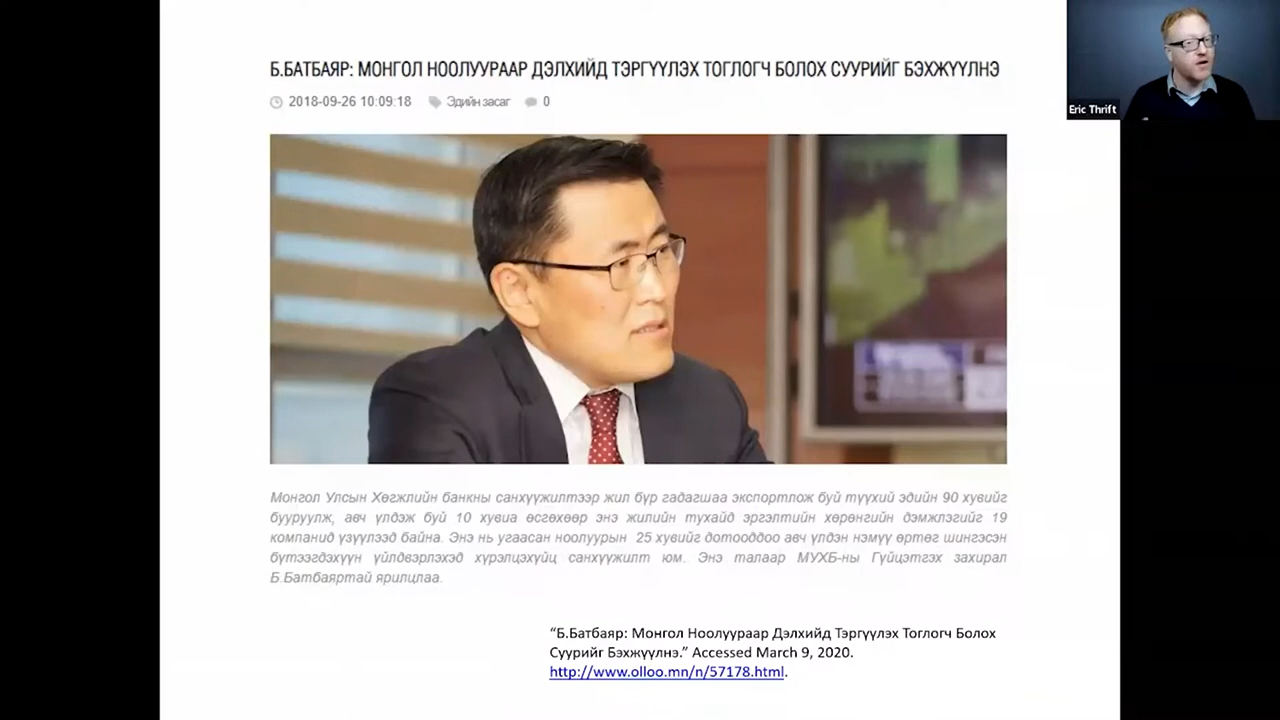 Б.БАТБАЯР: МОНГОЛ НООЛУУРААР ДЭЛХИЙД ТЭРГҮҮЛЭХ ТОГЛОГЧ БОЛОХ СУУРИЙГ БЭХЖҮҮЛНЭ
2018-09-26 10:09:18 Эдийн засаг 0
Eric Thrift
Монгол Улсын Хөгжлийн банкны санхүүжилтээр жил бүр гадагшаа экспортлож буй түүхий эдийн 90 хувийг
бууруулж, авч үлдэж буй 10 хувиа өсгөхөөр энэ жилийн тухайд эргэлтийн хөрөнгийн дэмжлэгийг 19
компанид үзүүлээд байна. Энэ нь угаасан ноолуурын 25 хувийг дотооддоо авч үлдэн нэмүү өртөг шингэсэн
бүтээгдэхүүн үйлдвэрлэхэд хүрэлцэхүйц санхүүжилт юм. Энэ талаар МУХБ-ны Гүйцэтгэх захирал
Б.Батбаяртай ярилцлаа.
“Б.Батбаяр: Монгол Ноолуураар Дэлхийд Тэргүүлэх Тоглогч Болох
Суурийг Бэхжүүлнэ.” Accessed March 9, 2020.
http://www.olloo.mn/n/57178.html.